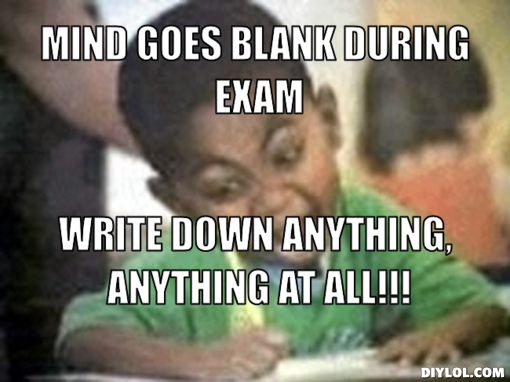 MIND GOES BLANK DURING
EXAM
WRITE DOWN ANYTHING,
ANYTHING AT ALL!!!
DIYLOL.COM